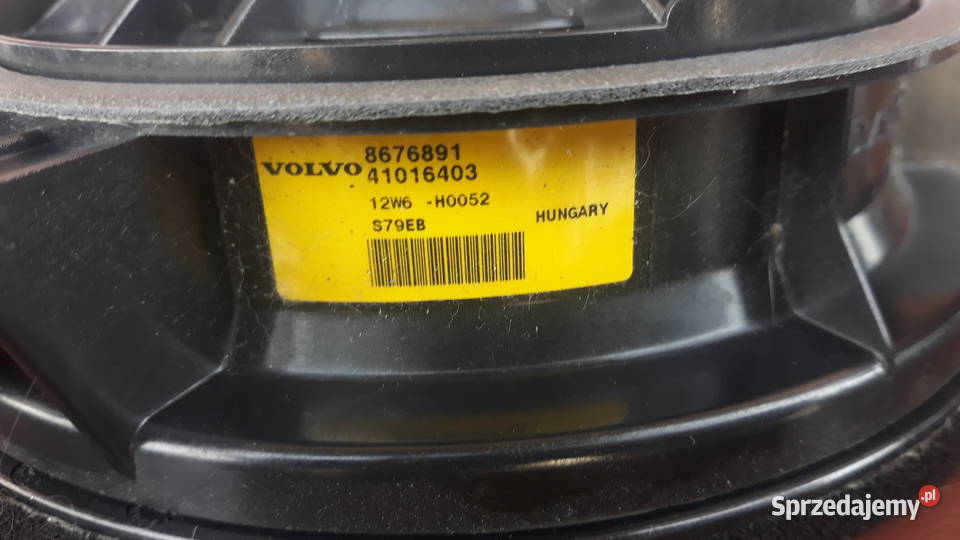 VOLVO 8676891
41016403
12W6 -H0052
S79EB
HUNGARY
Sprzedajemy.pl